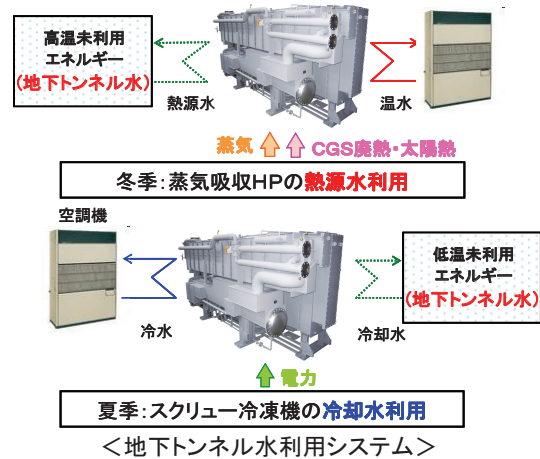 高温未利用
エネルギー
(地下トンネル水)
熱源水
温水
蒸気
CGS廃熱・太陽熱
冬季:蒸気吸収HPの熱源水利用
空調機
低温未利用
エネルギー
(地下トンネル水)
冷水
冷却水
電力
夏季:スクリュー冷凍機の冷却水利用
＜地下トンネル水利用システム＞